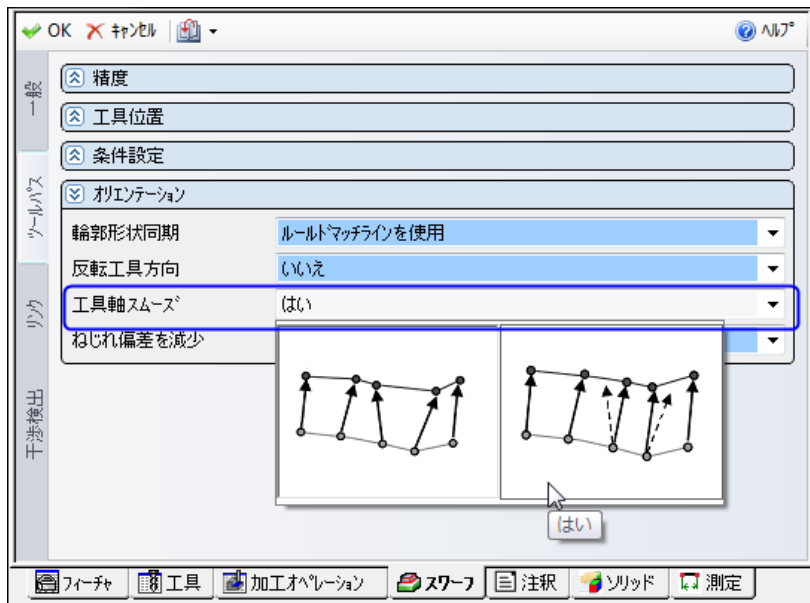 OK キャンセル ヘルプ
一般
ツールパス
リンク
干渉検出
精度
工具位置
条件設定
オリエンテーション
輪郭形状同期 ルールドマッチラインを使用
反転工具方向 いいえ
工具軸スムーズ はい
ねじれ偏差を減少
はい
フィーチャ 工具 加工オペレーション スワーフ 注釈 ソリッド 測定